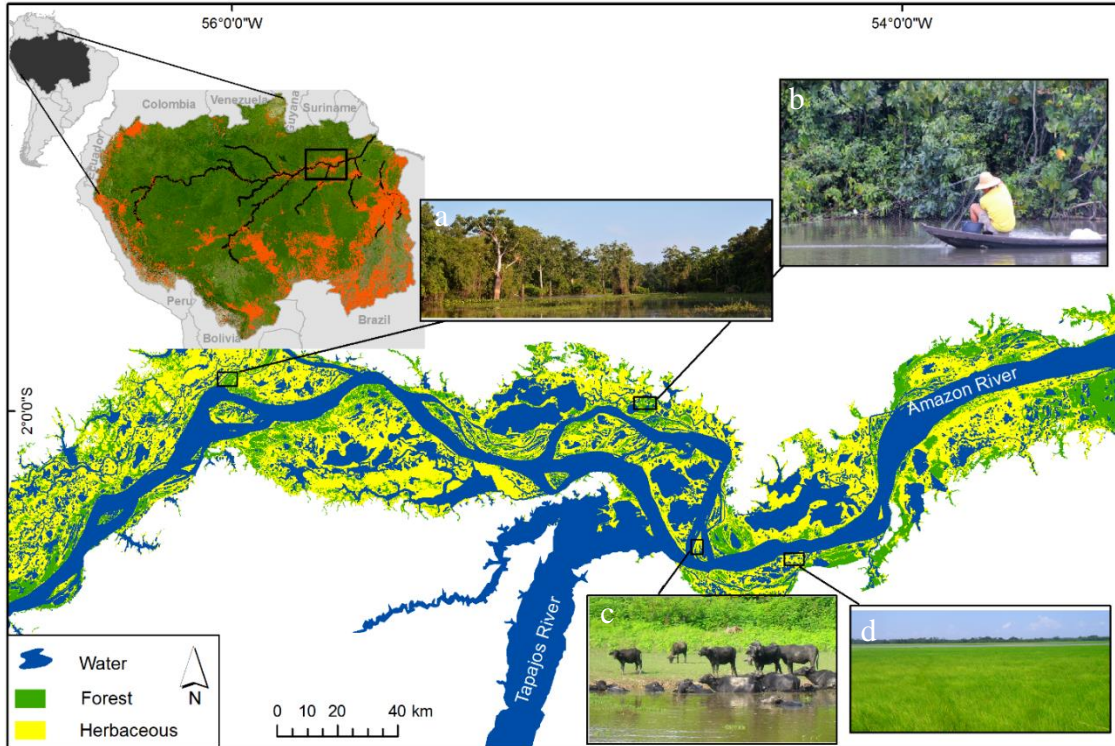 56°0'0"W
54°0'0"W
Colombia
Venezuela
Guyana
Suriname
Ecuador
Peru
Bolivia
Brazil
a
b
2°0'0"S
Amazon River
Tapajos River
c
d
Water
Forest
Herbaceous
N
0 20 40 km